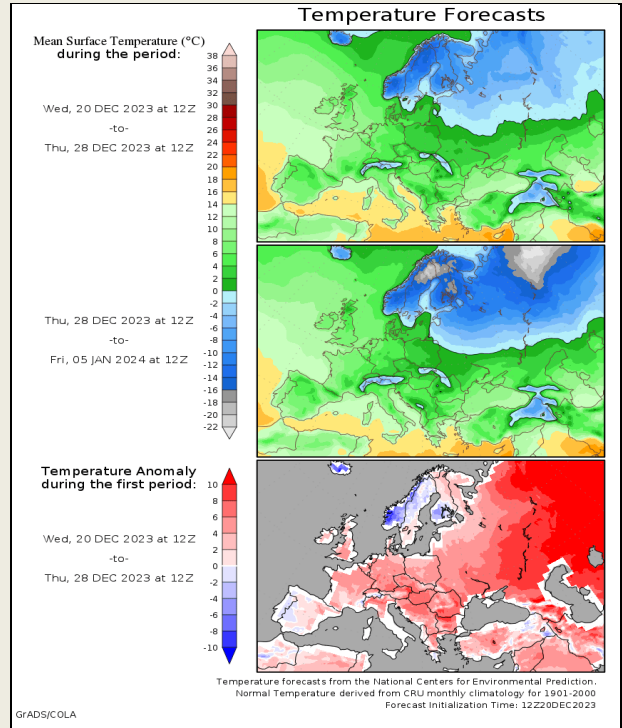 Temperature Forecasts
Mean Surface Temperature (°C)
during the period:
Wed, 20 DEC 2023 at 12Z
-to-
Thu, 28 DEC 2023 at 12Z
38
36
34
32
30
28
26
24
22
20
18
16
14
12
10
8
6
4
2
0
-2
-4
-6
-8
-10
-12
-14
-16
-18
-20
-22
Thu, 28 DEC 2023 at 12Z
-to-
Fri, 05 JAN 2024 at 12Z
Temperature Anomaly
during the first period:
Wed, 20 DEC 2023 at 12Z
-to-
Thu, 28 DEC 2023 at 12Z
10
8
6
4
2
0
-2
-4
-6
-8
-10
Temperature forecasts from the National Centers for Environmental Prediction.
Normal Temperature derived from CRU monthly climatology for 1901-2000
Forecast Initialization Time: 12Z20DEC2023
GrADS/COLA